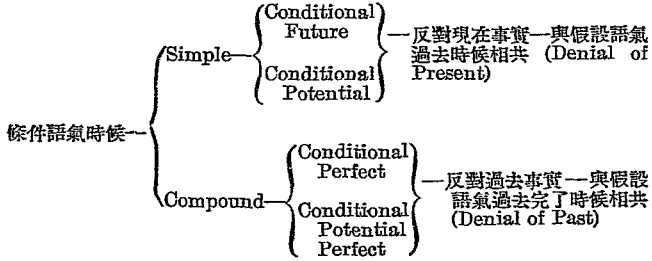 條件語氣時候
Simple
Conditional
Future
Conditional
Potential
反對現在事實—與假設語氣
過去時候相共 (Denial of
Present)
Compound
Conditional
Perfect
Conditional
Potential
Perfect
反對過去事實—與假設
語氣過去完了時候相共
(Denial of Past)